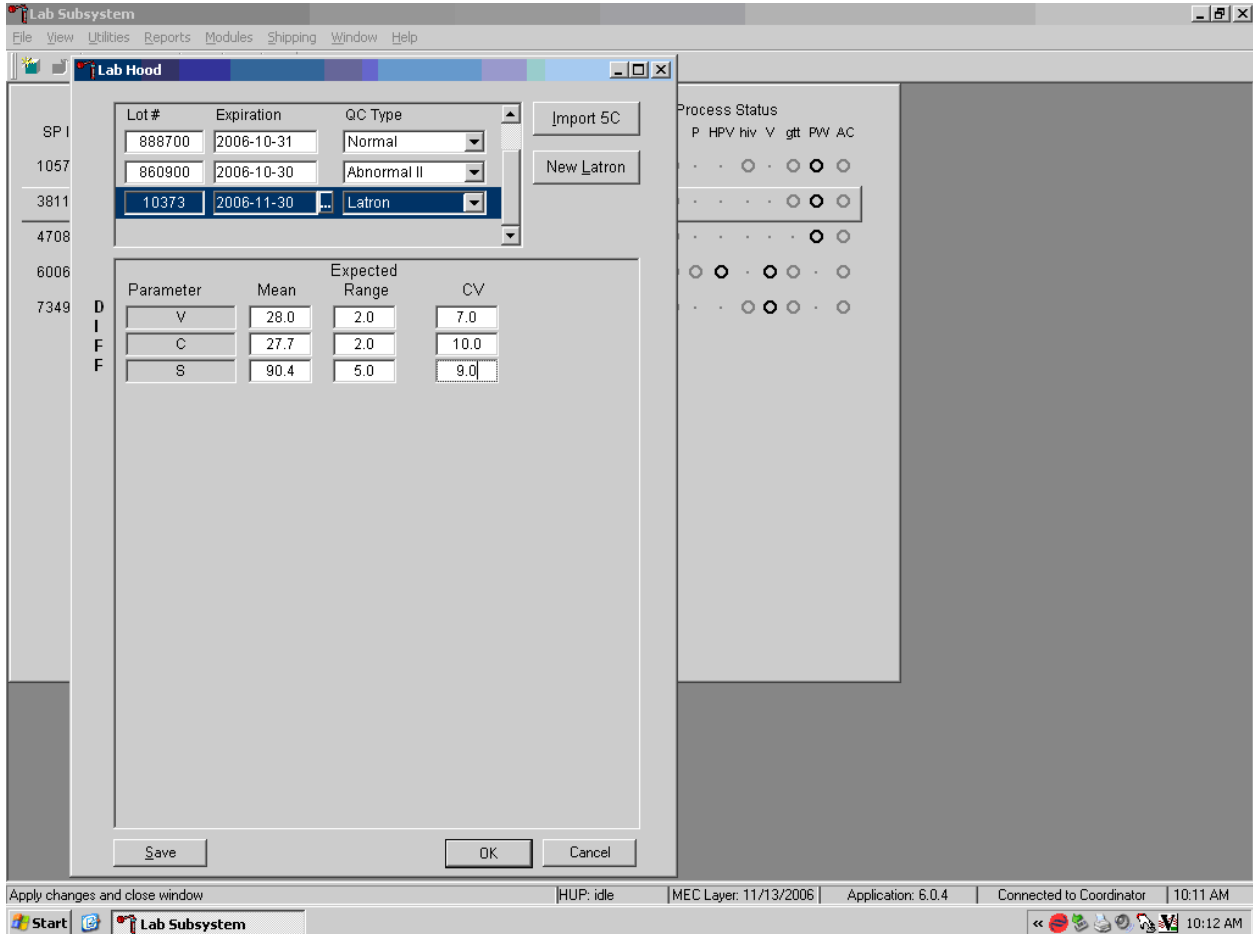 Lab Subsystem
File View Utilities Reports Modules Shipping Window Help
Lab Hood
Lot # Expiration QC Type
888700 2006-10-31 Normal
860900 2006-10-30 Abnormal II
10373 2006-11-30 ... Latron
Import 5C
New Latron
Process Status
SP I
P HPV hiv V gtt PW AC
1057
3811
4708
6006
7349
DIFF
Expected
Parameter Mean Range CV
V 28.0 2.0 7.0
C 27.7 2.0 10.0
S 90.4 5.0 9.0
Save OK Cancel
Apply changes and close window HUP: idle MEC Layer: 11/13/2006 Application: 6.0.4 Connected to Coordinator 10:11 AM
Start Lab Subsystem « 10:12 AM